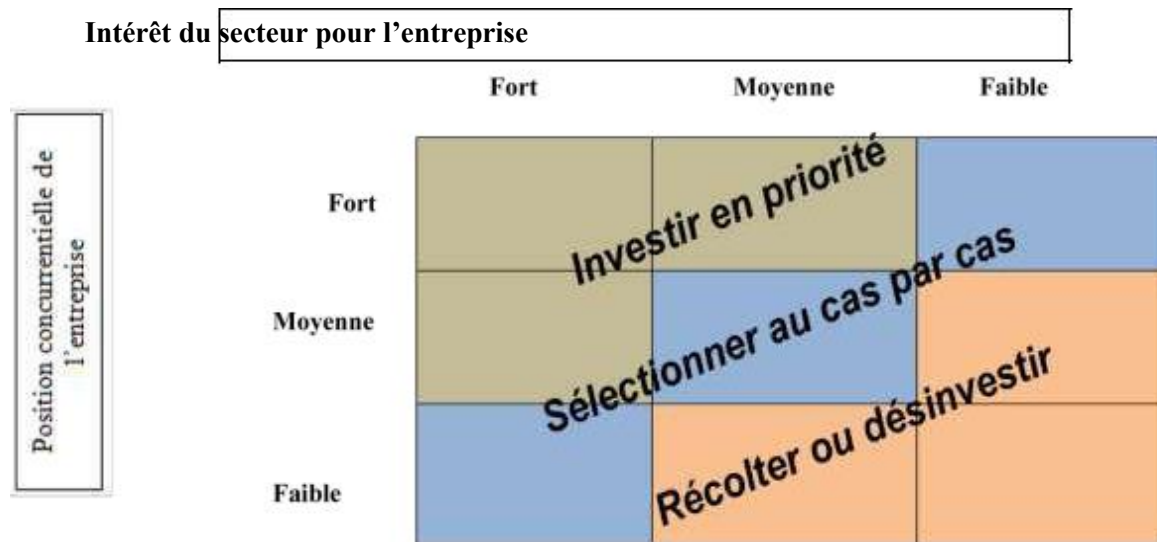 Intérêt du secteur pour l’entreprise
Fort Moyenne Faible
Position concurrentielle de
l’entreprise
Fort
Moyenne
Faible
Investir en priorité
Sélectionner au cas par cas
Récolter ou désinvestir